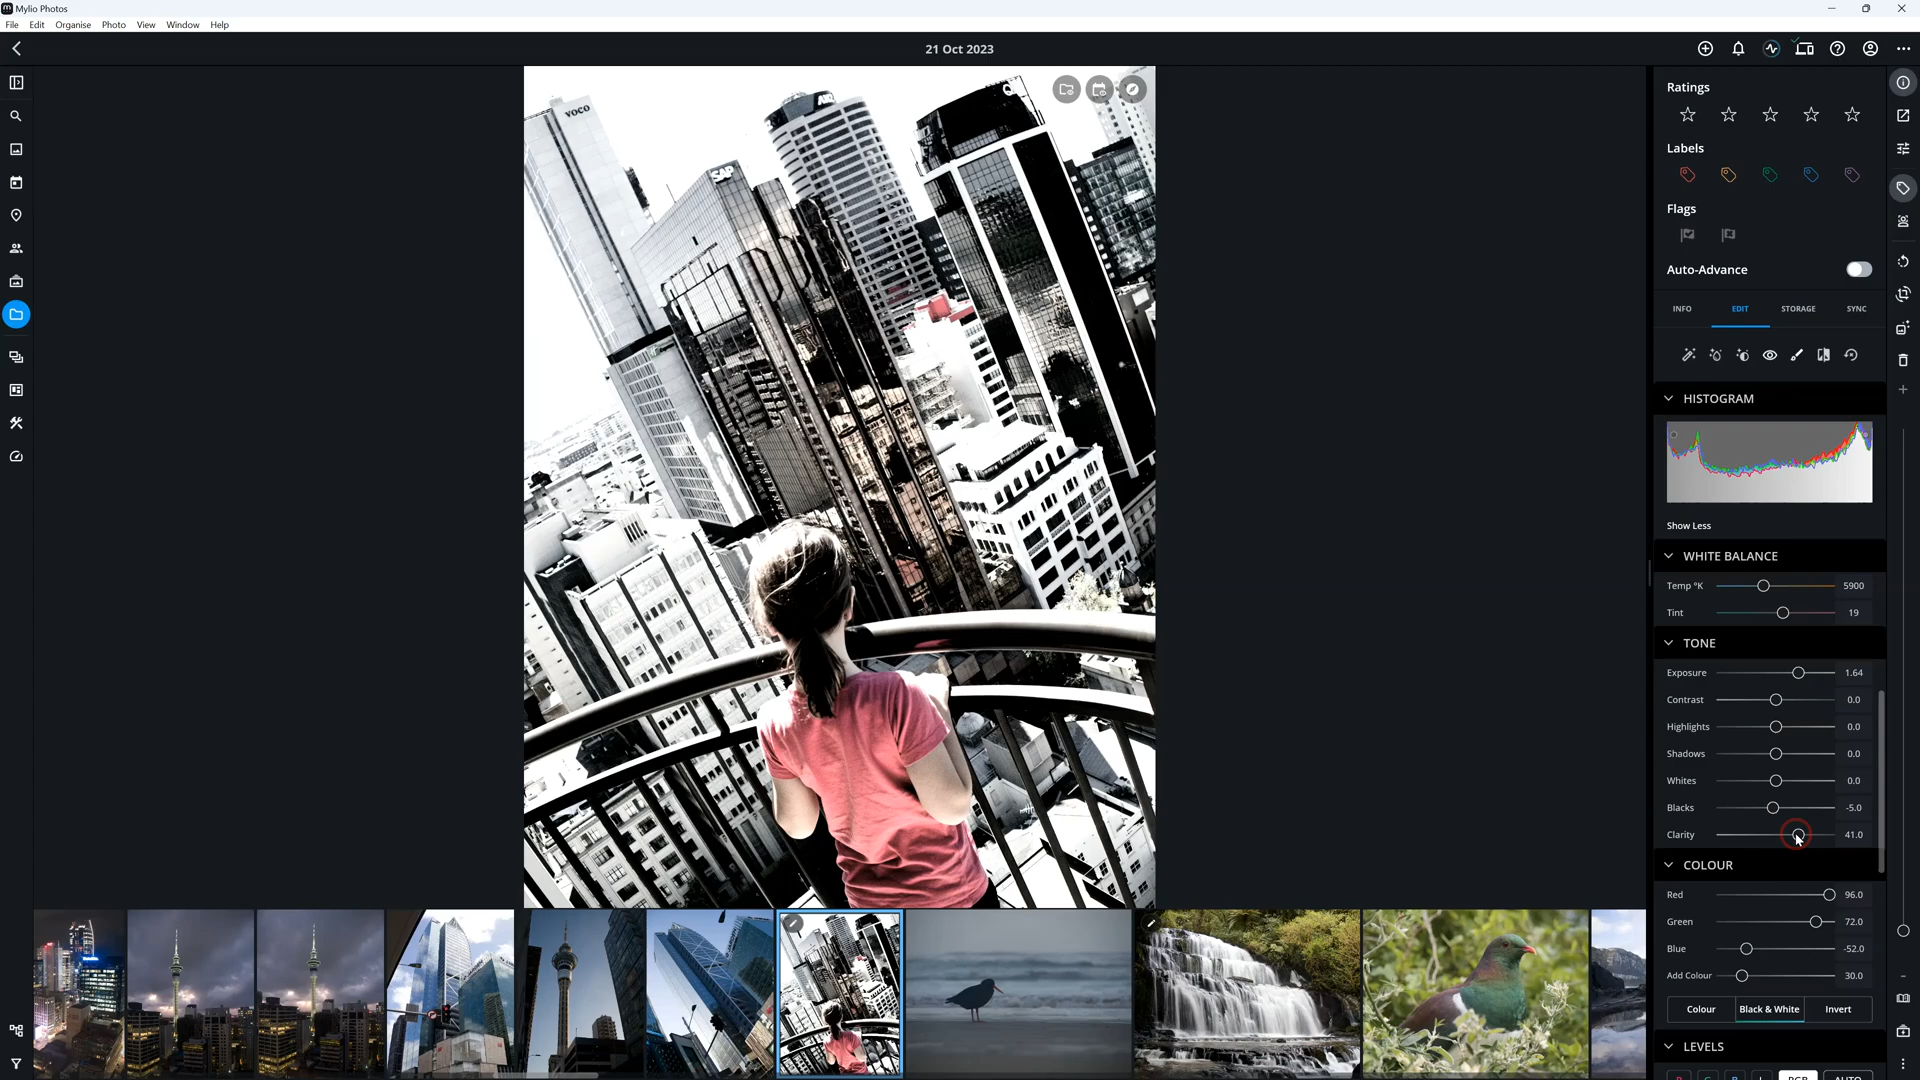 Mylio Photos
File Edit Organise Photo View Window Help
21 Oct 2023
Ratings
Labels
Flags
Auto-Advance
INFO EDIT STORAGE SYNC
HISTOGRAM
Show Less
WHITE BALANCE
Temp °K 5900
Tint 19
TONE
Exposure 1.64
Contrast 0.0
Highlights 0.0
Shadows 0.0
Whites 0.0
Blacks -5.0
Clarity 41.0
COLOUR
Red 96.0
Green 72.0
Blue -52.0
Add Colour 30.0
Colour Black & White Invert
LEVELS
RGB AUTO
voco
SAP